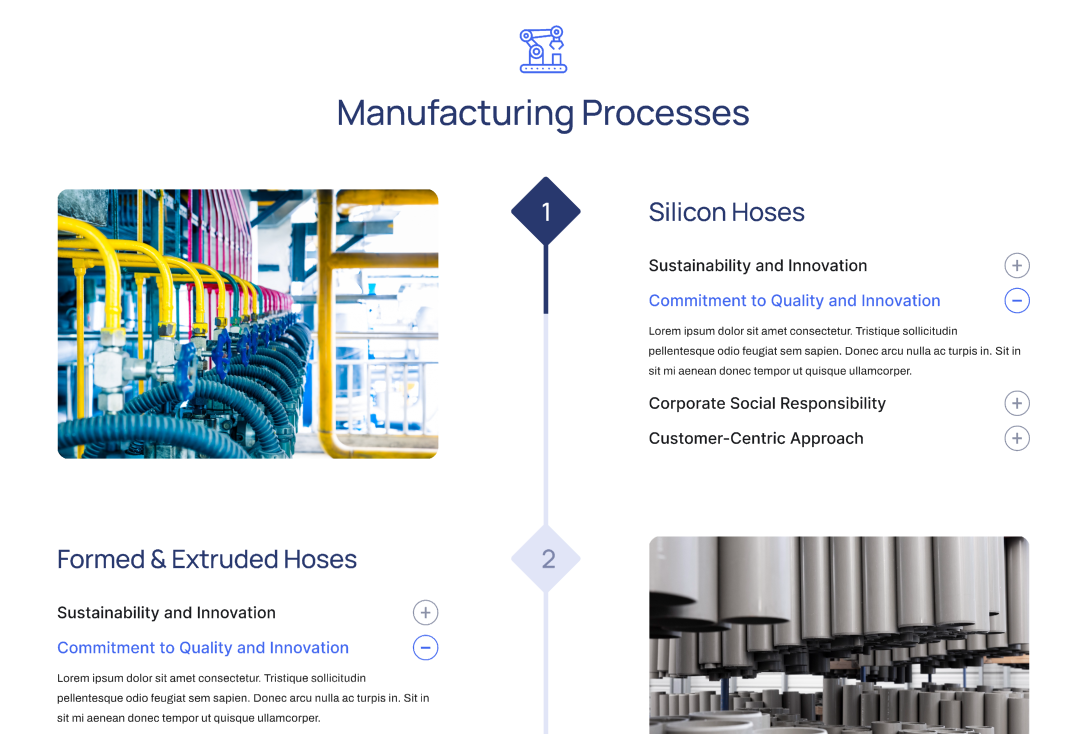 Manufacturing Processes
1
Silicon Hoses
Sustainability and Innovation
Commitment to Quality and Innovation
Lorem ipsum dolor sit amet consectetur. Tristique sollicitudin
pellentesque odio feugiat sem sapien. Donec arcu nulla ac turpis in. Sit in
sit mi aenean donec tempor ut quisque ullamcorper.
Corporate Social Responsibility
Customer-Centric Approach
Formed & Extruded Hoses
2
Sustainability and Innovation
Commitment to Quality and Innovation
Lorem ipsum dolor sit amet consectetur. Tristique sollicitudin
pellentesque odio feugiat sem sapien. Donec arcu nulla ac turpis in. Sit in
sit mi aenean donec tempor ut quisque ullamcorper.